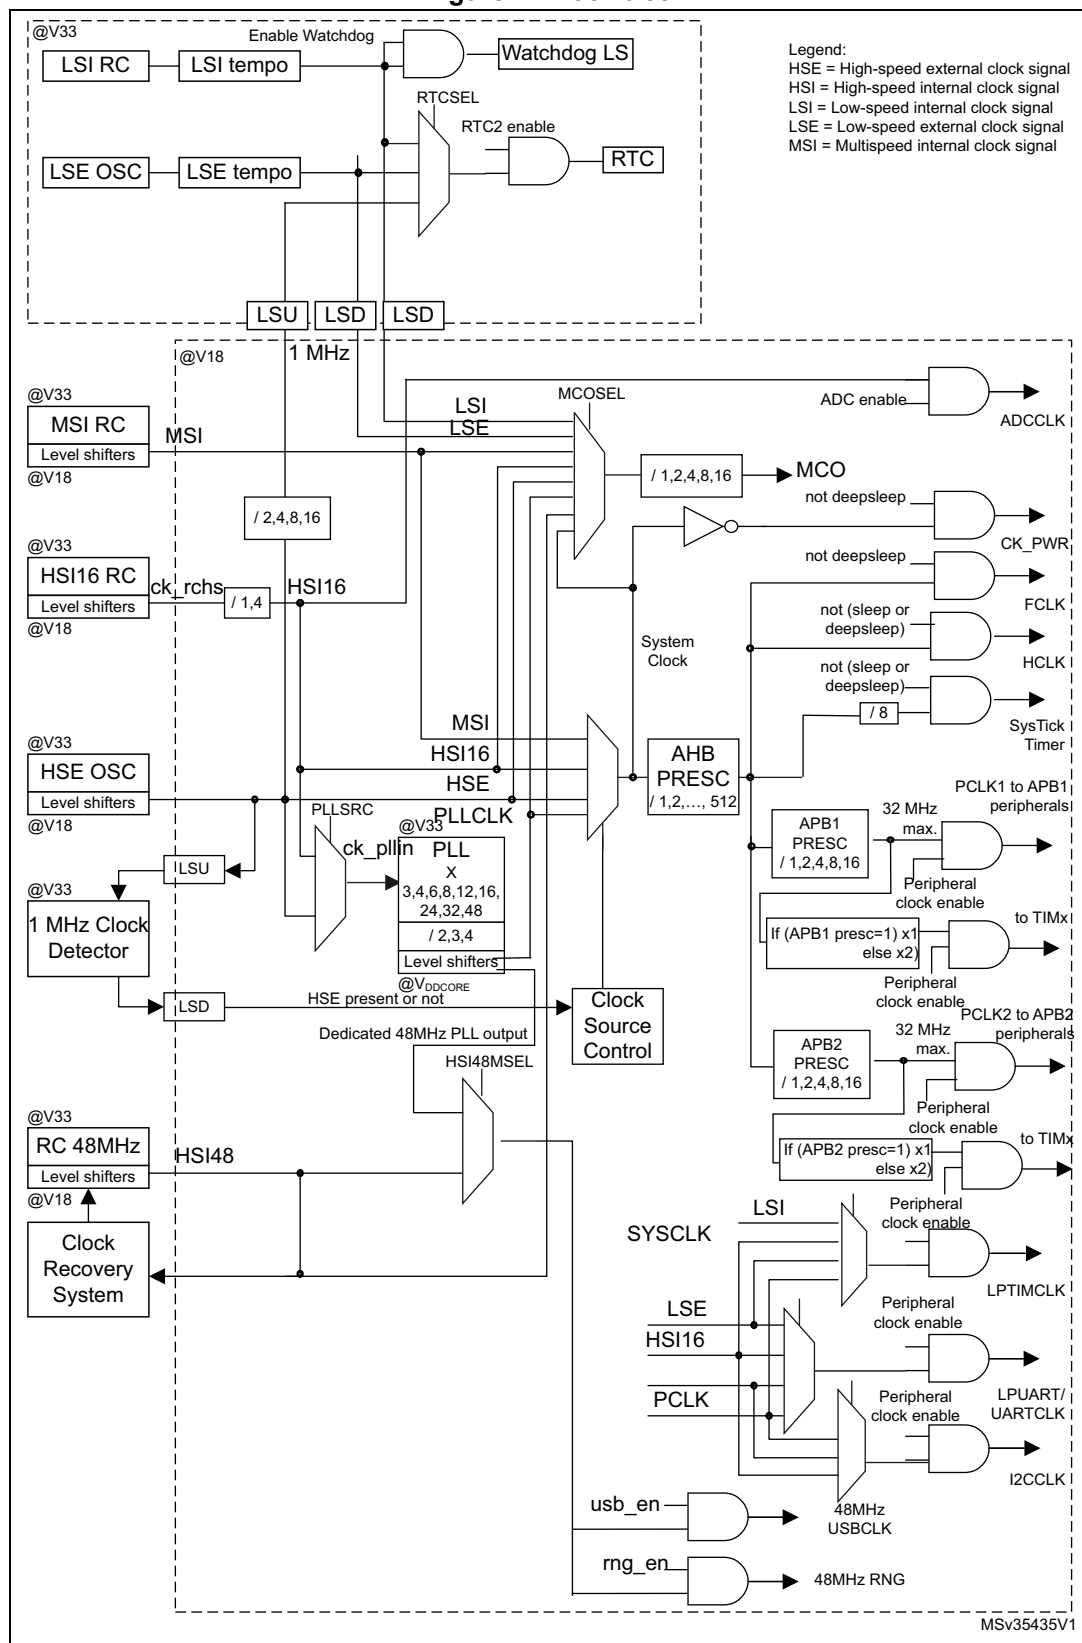 @V33
Enable Watchdog
LSI RC
LSI tempo
Watchdog LS
Legend:
HSE = High-speed external clock signal
HSI = High-speed internal clock signal
LSI = Low-speed internal clock signal
LSE = Low-speed external clock signal
MSI = Multispeed internal clock signal
RTCSEL
RTC2 enable
LSE OSC
LSE tempo
RTC
LSU
LSD
LSD
@V18
1 MHz
@V33
MSI RC
Level shifters
@V18
MSI
LSI
LSE
MCOSEL
ADC enable
ADCCLK
/ 1,2,4,8,16
MCO
/ 2,4,8,16
not deepsleep
CK_PWR
@V33
HSI16 RC
Level shifters
@V18
ck_rchs
/ 1,4
HSI16
not deepsleep
FCLK
System
Clock
not (sleep or
deepsleep)
HCLK
not (sleep or
deepsleep)
/ 8
SysTick
Timer
MSI
HSI16
HSE
PLLCLK
@V33
HSE OSC
Level shifters
@V18
AHB
PRESC
/ 1,2,..., 512
PCLK1 to APB1
peripherals
32 MHz
max.
APB1
PRESC
/ 1,2,4,8,16
Peripheral
clock enable
PLLSRC
ck_pllin
@V33
PLL
X
3,4,6,8,12,16,
24,32,48
/ 2,3,4
Level shifters
@VDDCORE
LSU
@V33
1 MHz Clock
Detector
LSD
HSE present or not
Clock
Source
Control
to TIMx
If (APB1 presc=1) x1
else x2)
Peripheral
clock enable
PCLK2 to APB2
peripherals
32 MHz
max.
APB2
PRESC
/ 1,2,4,8,16
Peripheral
clock enable
Dedicated 48MHz PLL output
HSI48MSEL
@V33
RC 48MHz
Level shifters
@V18
HSI48
Clock
Recovery
System
to TIMx
If (APB2 presc=1) x1
else x2)
Peripheral
clock enable
LSI
SYSCLK
LPTIMCLK
LSE
HSI16
PCLK
Peripheral
clock enable
LPUART/
UARTCLK
Peripheral
clock enable
I2CCLK
usb_en
48MHz
USBCLK
rng_en
48MHz RNG
MSv35435V1